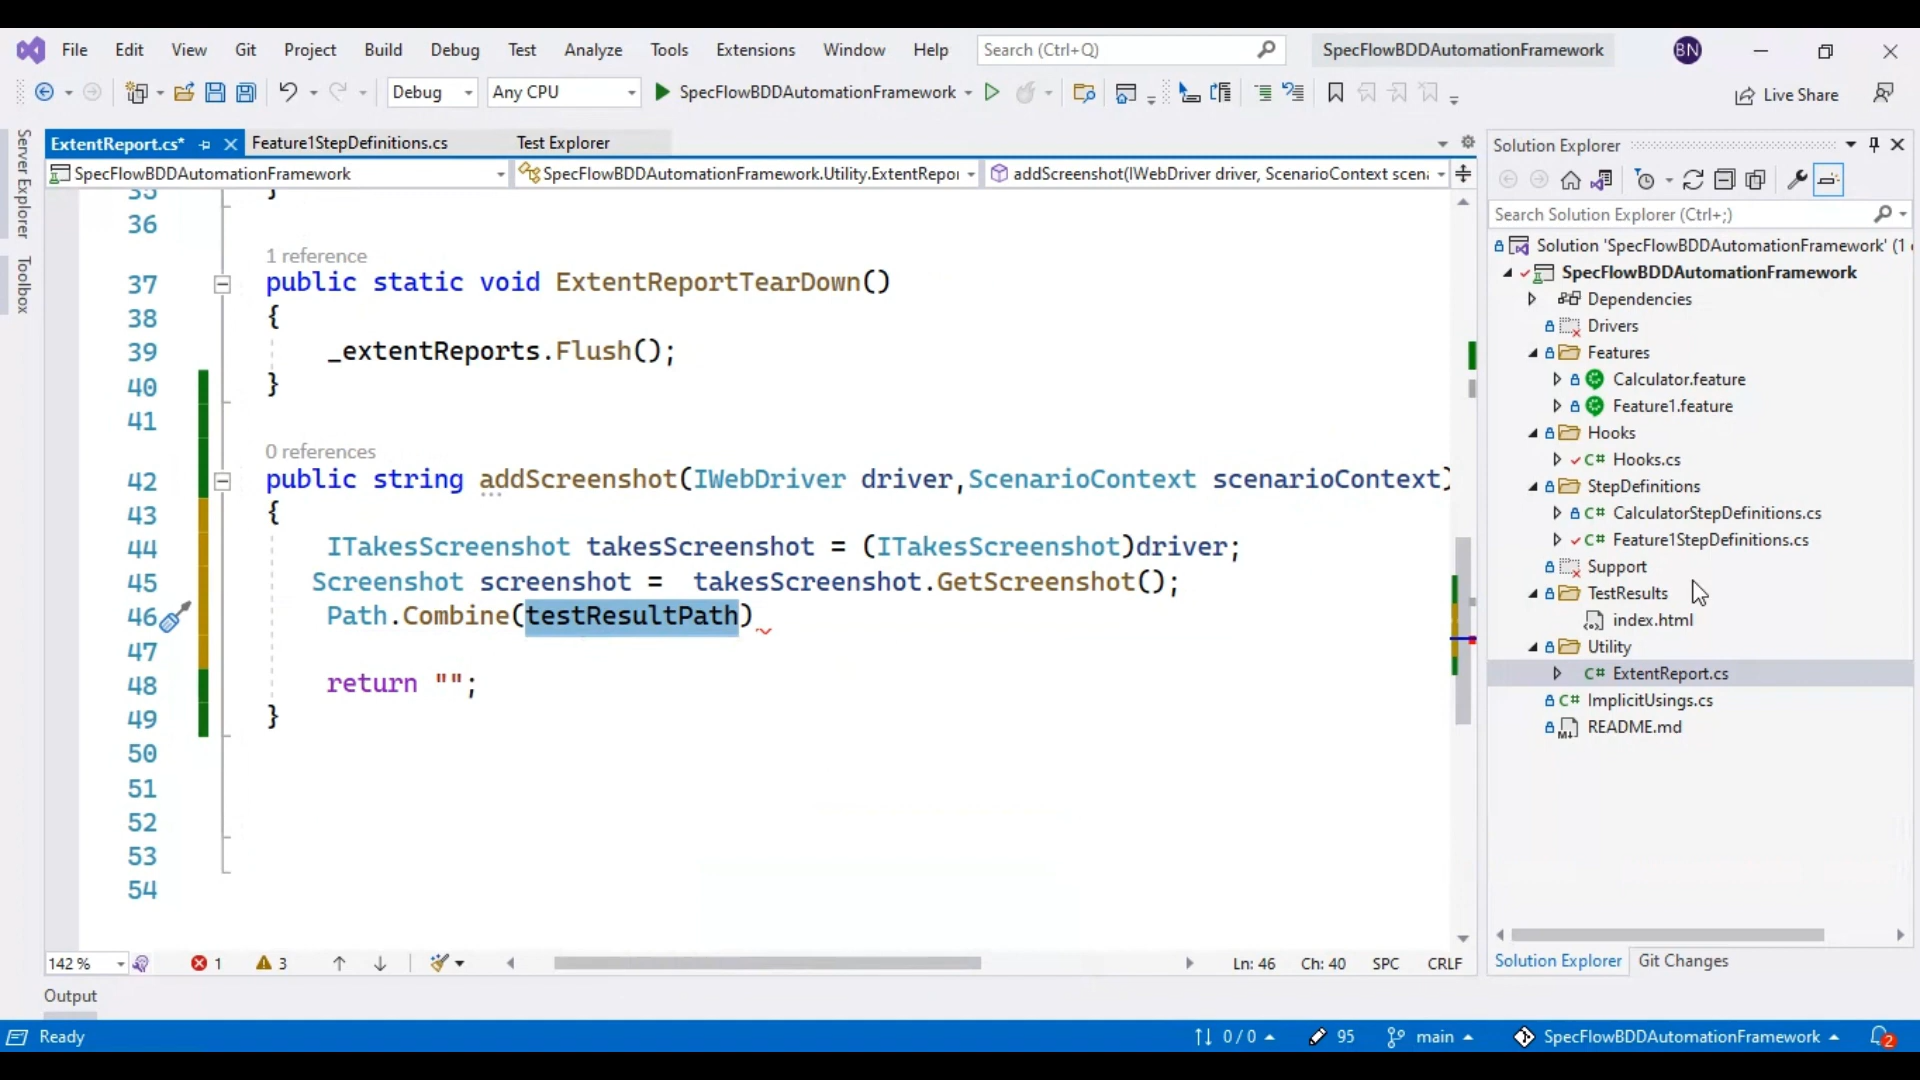 File Edit View Git Project Build Debug Test Analyze Tools Extensions Window Help Search (Ctrl+Q) SpecFlowBDDAutomationFramework BN
Debug Any CPU SpecFlowBDDAutomationFramework Live Share
Server Explorer
Toolbox
ExtentReport.cs* Feature1StepDefinitions.cs Test Explorer
SpecFlowBDDAutomationFramework SpecFlowBDDAutomationFramework.Utility.ExtentRepor addScreenshot(IWebDriver driver, ScenarioContext scena
35 }
36
1 reference
37 public static void ExtentReportTearDown()
38 {
39 _extentReports.Flush();
40 }
41
0 references
42 public string addScreenshot(IWebDriver driver,ScenarioContext scenarioContext)
43 {
44 ITakesScreenshot takesScreenshot = (ITakesScreenshot)driver;
45 Screenshot screenshot = takesScreenshot.GetScreenshot();
46 Path.Combine(testResultPath)
47
48 return "";
49 }
50
51
52
53
54
142 % 1 3 Ln: 46 Ch: 40 SPC CRLF
Output
Solution Explorer
Search Solution Explorer (Ctrl+;)
Solution 'SpecFlowBDDAutomationFramework' (1
SpecFlowBDDAutomationFramework
Dependencies
Drivers
Features
Calculator.feature
Feature1.feature
Hooks
C# Hooks.cs
StepDefinitions
C# CalculatorStepDefinitions.cs
C# Feature1StepDefinitions.cs
Support
TestResults
index.html
Utility
C# ExtentReport.cs
C# ImplicitUsings.cs
README.md
Solution Explorer Git Changes
Ready 0 / 0 95 main SpecFlowBDDAutomationFramework 2